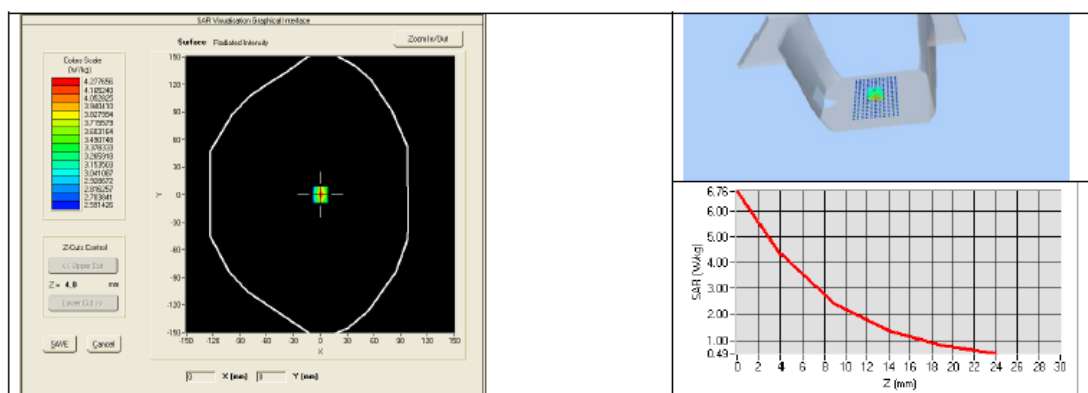 SAR Visualisation Graphical Interface
Surface Radiated Intensity
Zoom In/Out
Colors Scale
(W/kg)
4.277656
4.165240
4.052825
3.940410
3.827994
3.715579
3.603164
3.490748
3.378333
3.265918
3.153503
3.041087
2.928672
2.816257
2.703841
2.591426
150
120
90
60
30
0
-30
-60
-90
-120
-150
Y
-150 -120 -90 -60 -30 0 30 60 90 120 150
X
Z-Cuts Control
<< Upper Cut
Z = 4.0 mm
Lower Cut >>
SAVE Cancel
0 X (mm) 0 Y (mm)
6.76
6.00
5.00
4.00
3.00
2.00
1.00
0.49
SAR (W/kg)
0 2 4 6 8 10 12 14 16 18 20 22 24 26 28 30
Z (mm)